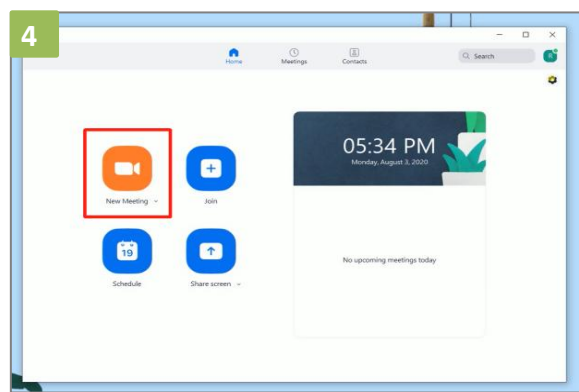 4
Home Meetings Contacts Search
New Meeting Join
05:34 PM
Monday, August 3, 2020
19
Schedule Share screen
No upcoming meetings today